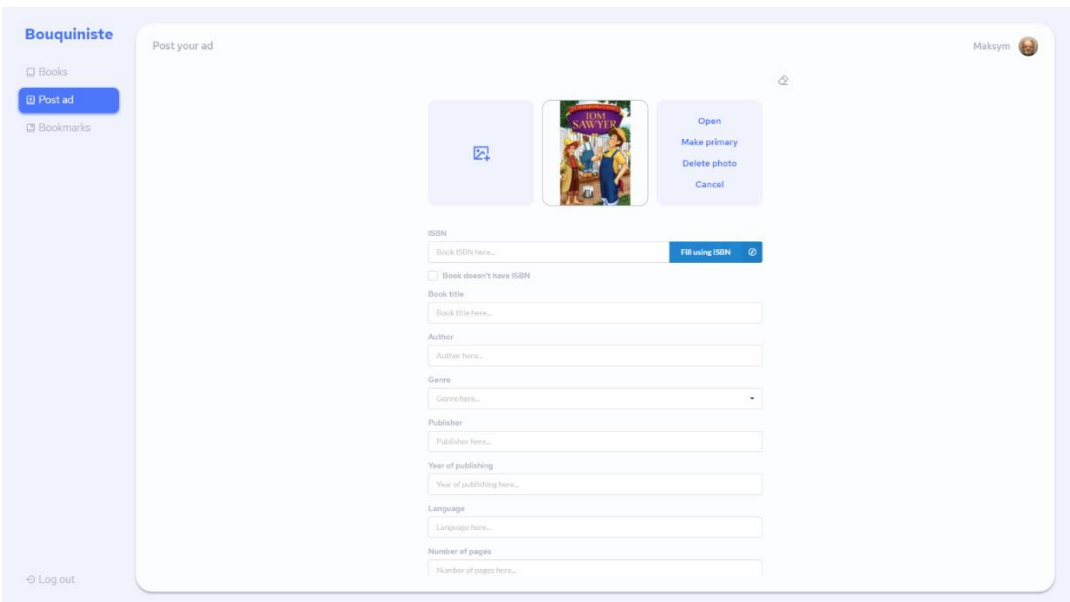 Bouquiniste
Books
Post ad
Bookmarks
Log out
Post your ad
Maksym
TOM
SAWYER
Open
Make primary
Delete photo
Cancel
ISBN
Book ISBN here...
Fill using ISBN
Book doesn't have ISBN
Book title
Book title here...
Author
Author here...
Genre
Genre here...
Publisher
Publisher here...
Year of publishing
Year of publishing here...
Language
Language here...
Number of pages
Number of pages here...